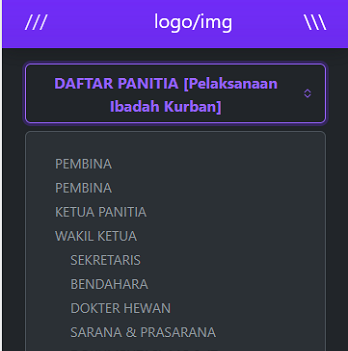 /// logo/img \\\
DAFTAR PANITIA [Pelaksanaan
Ibadah Kurban]
PEMBINA
PEMBINA
KETUA PANITIA
WAKIL KETUA
SEKRETARIS
BENDAHARA
DOKTER HEWAN
SARANA & PRASARANA